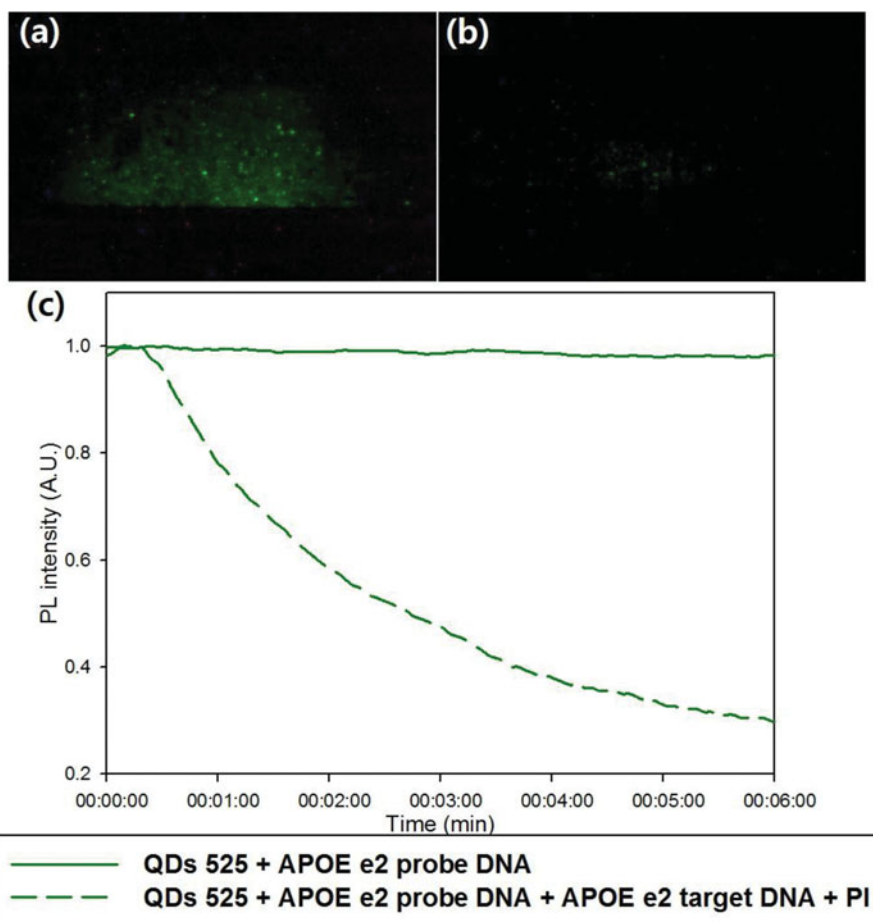 (a) (b)
(c)
1.0
0.8
0.6
0.4
0.2
PL intensity (A.U.)
00:00:00 00:01:00 00:02:00 00:03:00 00:04:00 00:05:00 00:06:00
Time (min)
QDs 525 + APOE e2 probe DNA
QDs 525 + APOE e2 probe DNA + APOE e2 target DNA + PI